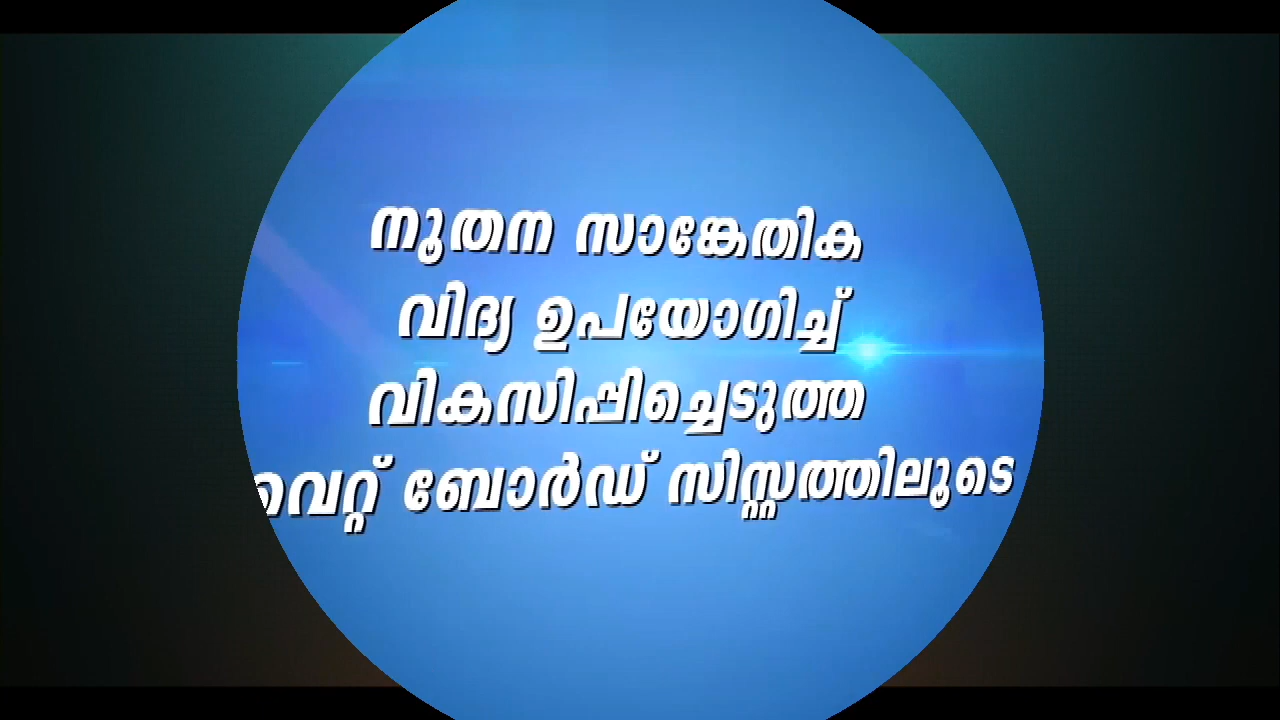 നൂതന സാങ്കേതിക
വിദ്യ ഉപയോഗിച്ച്
വികസിപ്പിച്ചെടുത്ത
വൈറ്റ് ബോർഡ് സിസ്റ്റത്തിലൂടെ